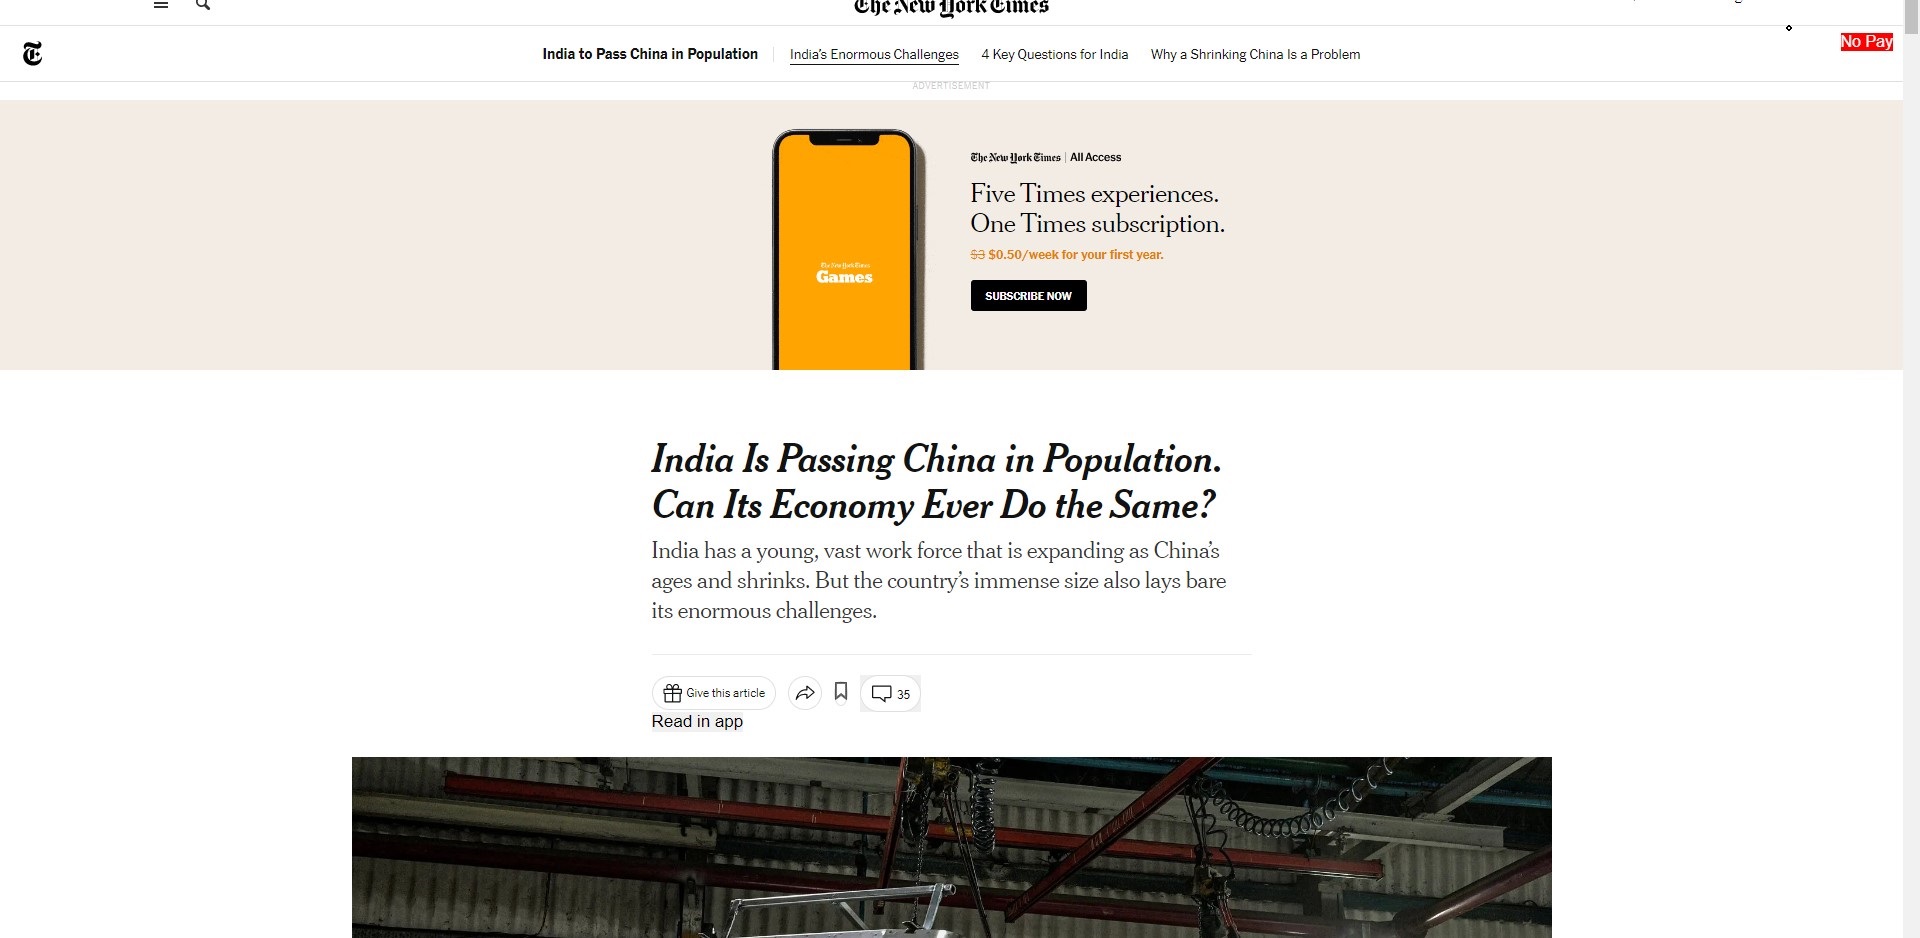 The New York Times
India to Pass China in Population
India's Enormous Challenges
4 Key Questions for India
Why a Shrinking China Is a Problem
No Pay
ADVERTISEMENT
The New York Times | All Access
Five Times experiences.
One Times subscription.
$3 $0.50/week for your first year.
SUBSCRIBE NOW
The New York Times
Games
India Is Passing China in Population.
Can Its Economy Ever Do the Same?
India has a young, vast work force that is expanding as China's
ages and shrinks. But the country's immense size also lays bare
its enormous challenges.
Give this article
35
Read in app